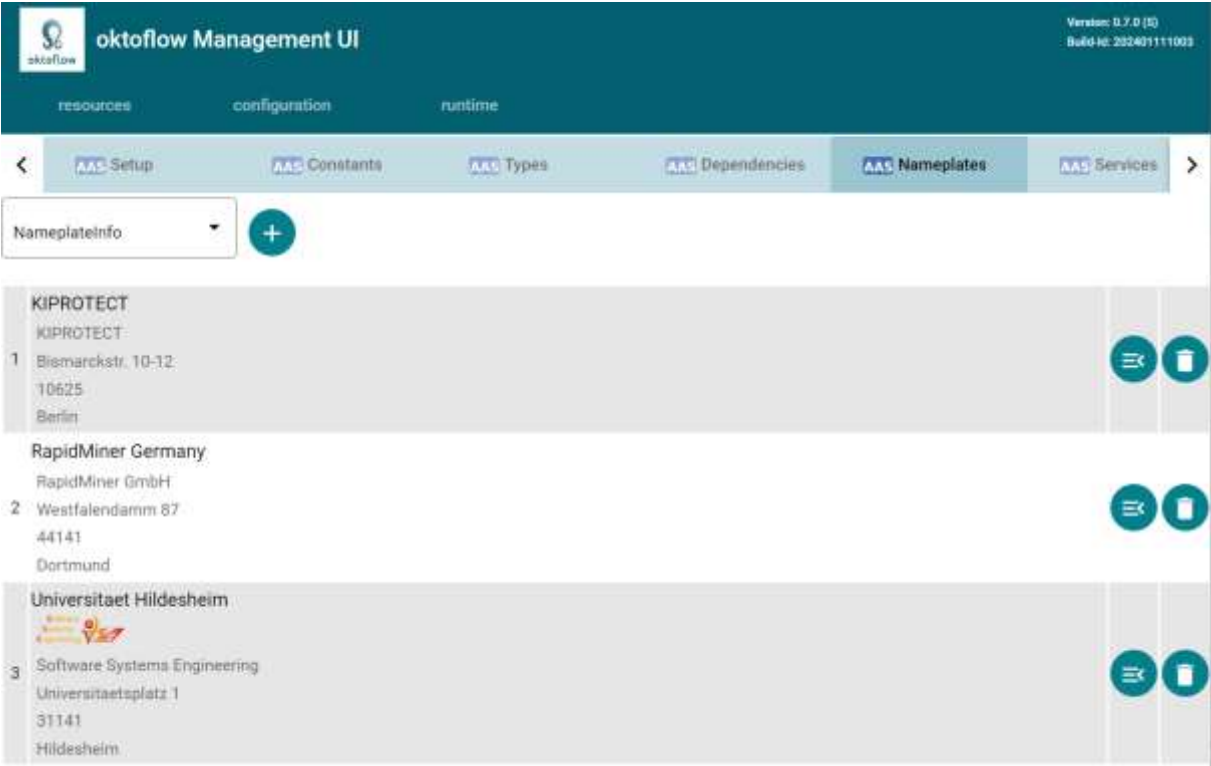 Version: 0.7.0 (S)
oktoflow Management UI
oktoflow
Build-Id: 202401111003
resources configuration runtime
AAS Setup AAS Constants AAS Types AAS Dependencies AAS Nameplates AAS Services
NameplateInfo
KIPROTECT
KIPROTECT
1 Bismarckstr. 10-12
10625
Berlin
RapidMiner Germany
RapidMiner GmbH
2 Westfalendamm 87
44141
Dortmund
Universitaet Hildesheim
Software Systems Engineering
3
Universitaetsplatz 1
31141
Hildesheim